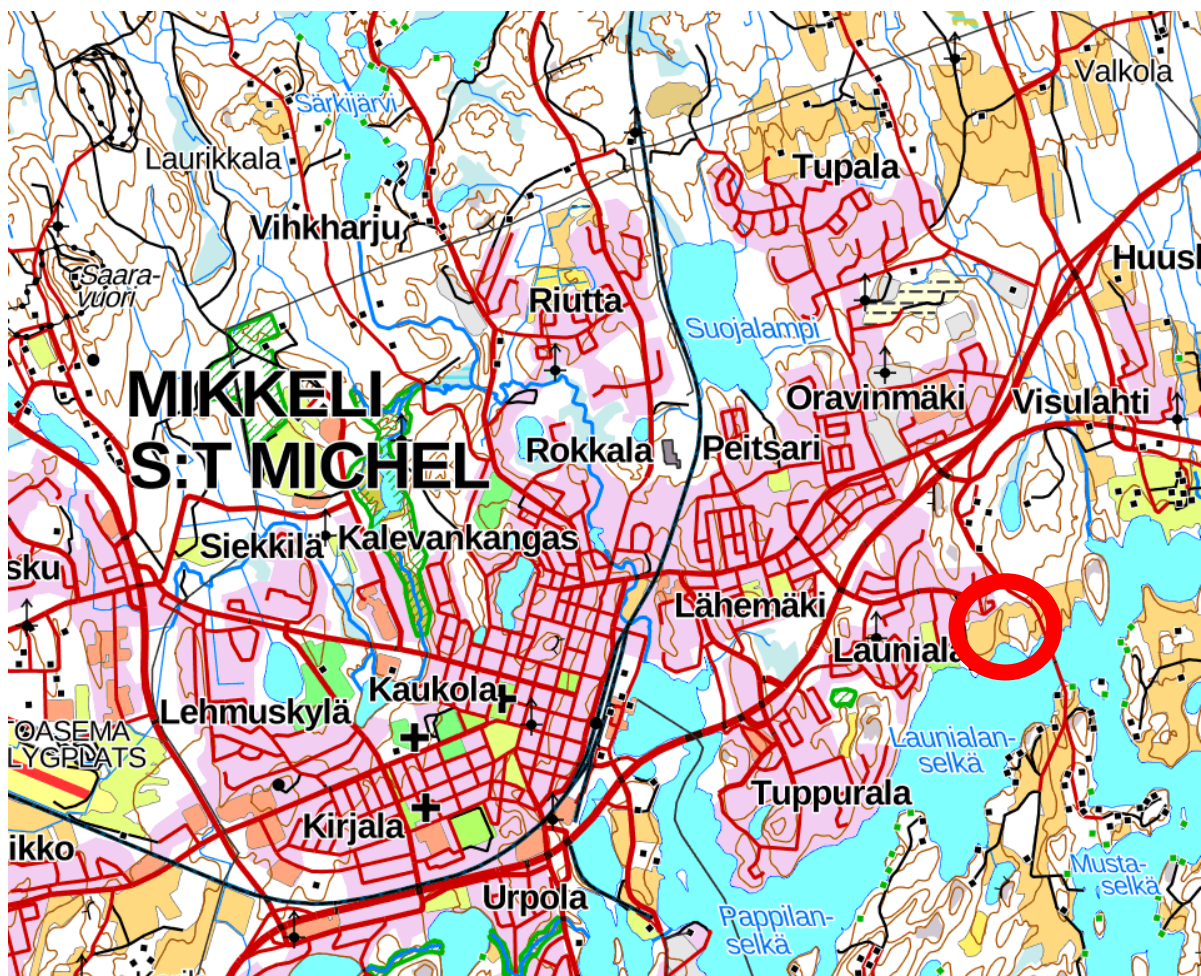 Valkola
Särkijärvi
Laurikkala
Tupala
Vihkharju
Saara-
vuori
Riutta
Suojalampi
MIKKELI
S:T MICHEL
Oravinmäki
Visulahti
Rokkala
Peitsari
Siekkilä
Kalevankangas
sku
Lähemäki
Launiala
Kaukola
Lehmuskylä
OASEMA
LYGPLATS
Launialan-
selkä
Tuppurala
Kirjala
ikko
Musta-
selkä
Urpola
Pappilan-
selkä